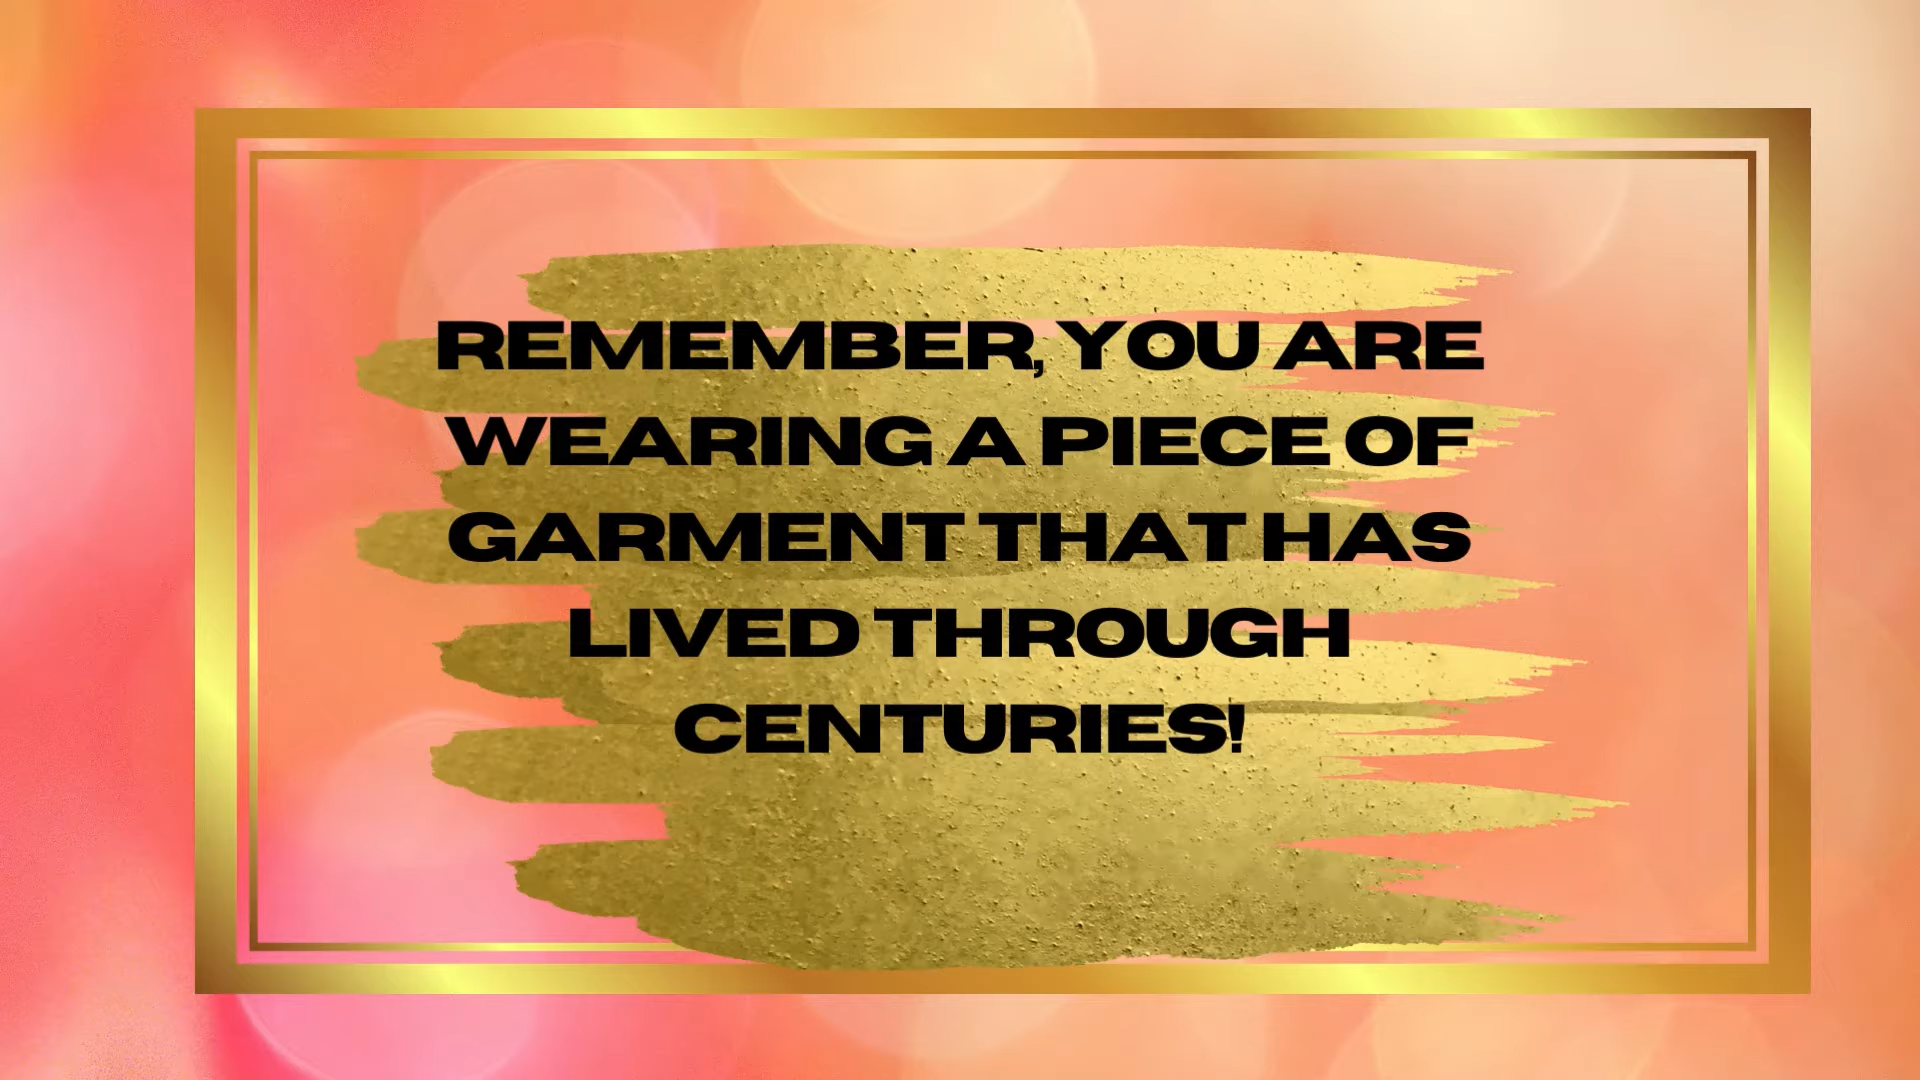 REMEMBER, YOU ARE
WEARING A PIECE OF
GARMENT THAT HAS
LIVED THROUGH
CENTURIES!